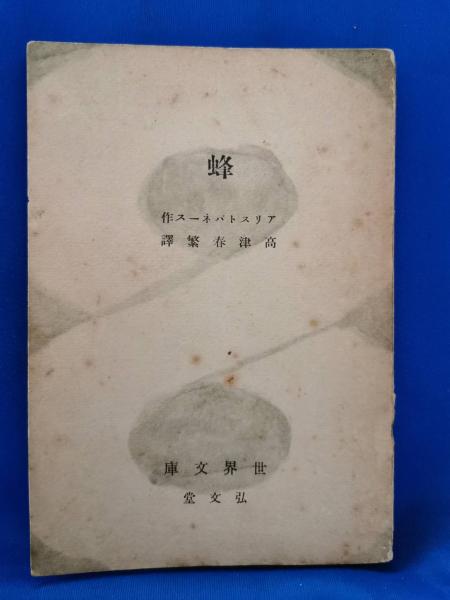 蜂
アリストパネース作
高津春繁譯
世界文庫
弘文堂